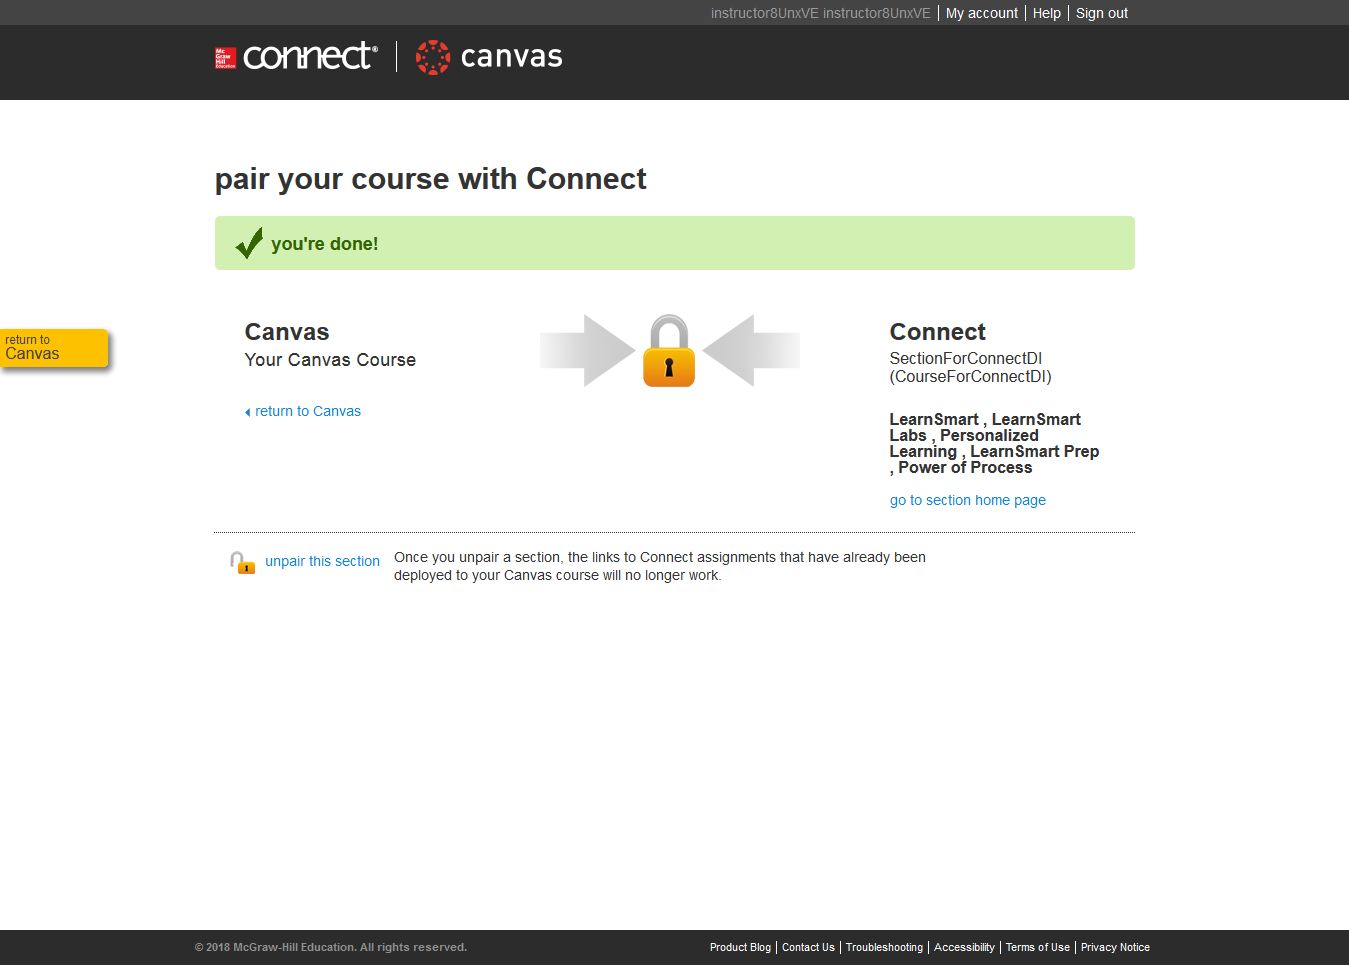 instructor8UnxVE instructor8UnxVE | My account | Help | Sign out
Mc Graw Hill Education connect® | canvas
pair your course with Connect
you're done!
return to
Canvas
Canvas
Your Canvas Course
return to Canvas
Connect
SectionForConnectDI
(CourseForConnectDI)
LearnSmart , LearnSmart
Labs , Personalized
Learning , LearnSmart Prep
, Power of Process
go to section home page
unpair this section
Once you unpair a section, the links to Connect assignments that have already been
deployed to your Canvas course will no longer work.
© 2018 McGraw-Hill Education. All rights reserved.
Product Blog | Contact Us | Troubleshooting | Accessibility | Terms of Use | Privacy Notice